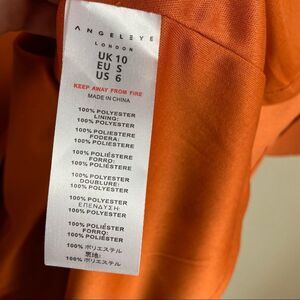 ANGELEYE
LONDON
UK 10
EU S
US 6
KEEP AWAY FROM FIRE
MADE IN CHINA
100% POLYESTER
LINING:
100% POLYESTER
100% POLIESTERE
FODERA:
100% POLIESTERE
100% POLIÉSTER
FORRO:
100% POLIÉSTER
100% POLYESTER
DOUBLURE:
100% POLYESTER
100% POLYESTER
ΕΠΕΝΔΥΣΗ:
100% POLYESTER
100% POLIÉSTER
FORRO:
100% POLIÉSTER
100% ポリエステル
裏地:
100% ポリエステル